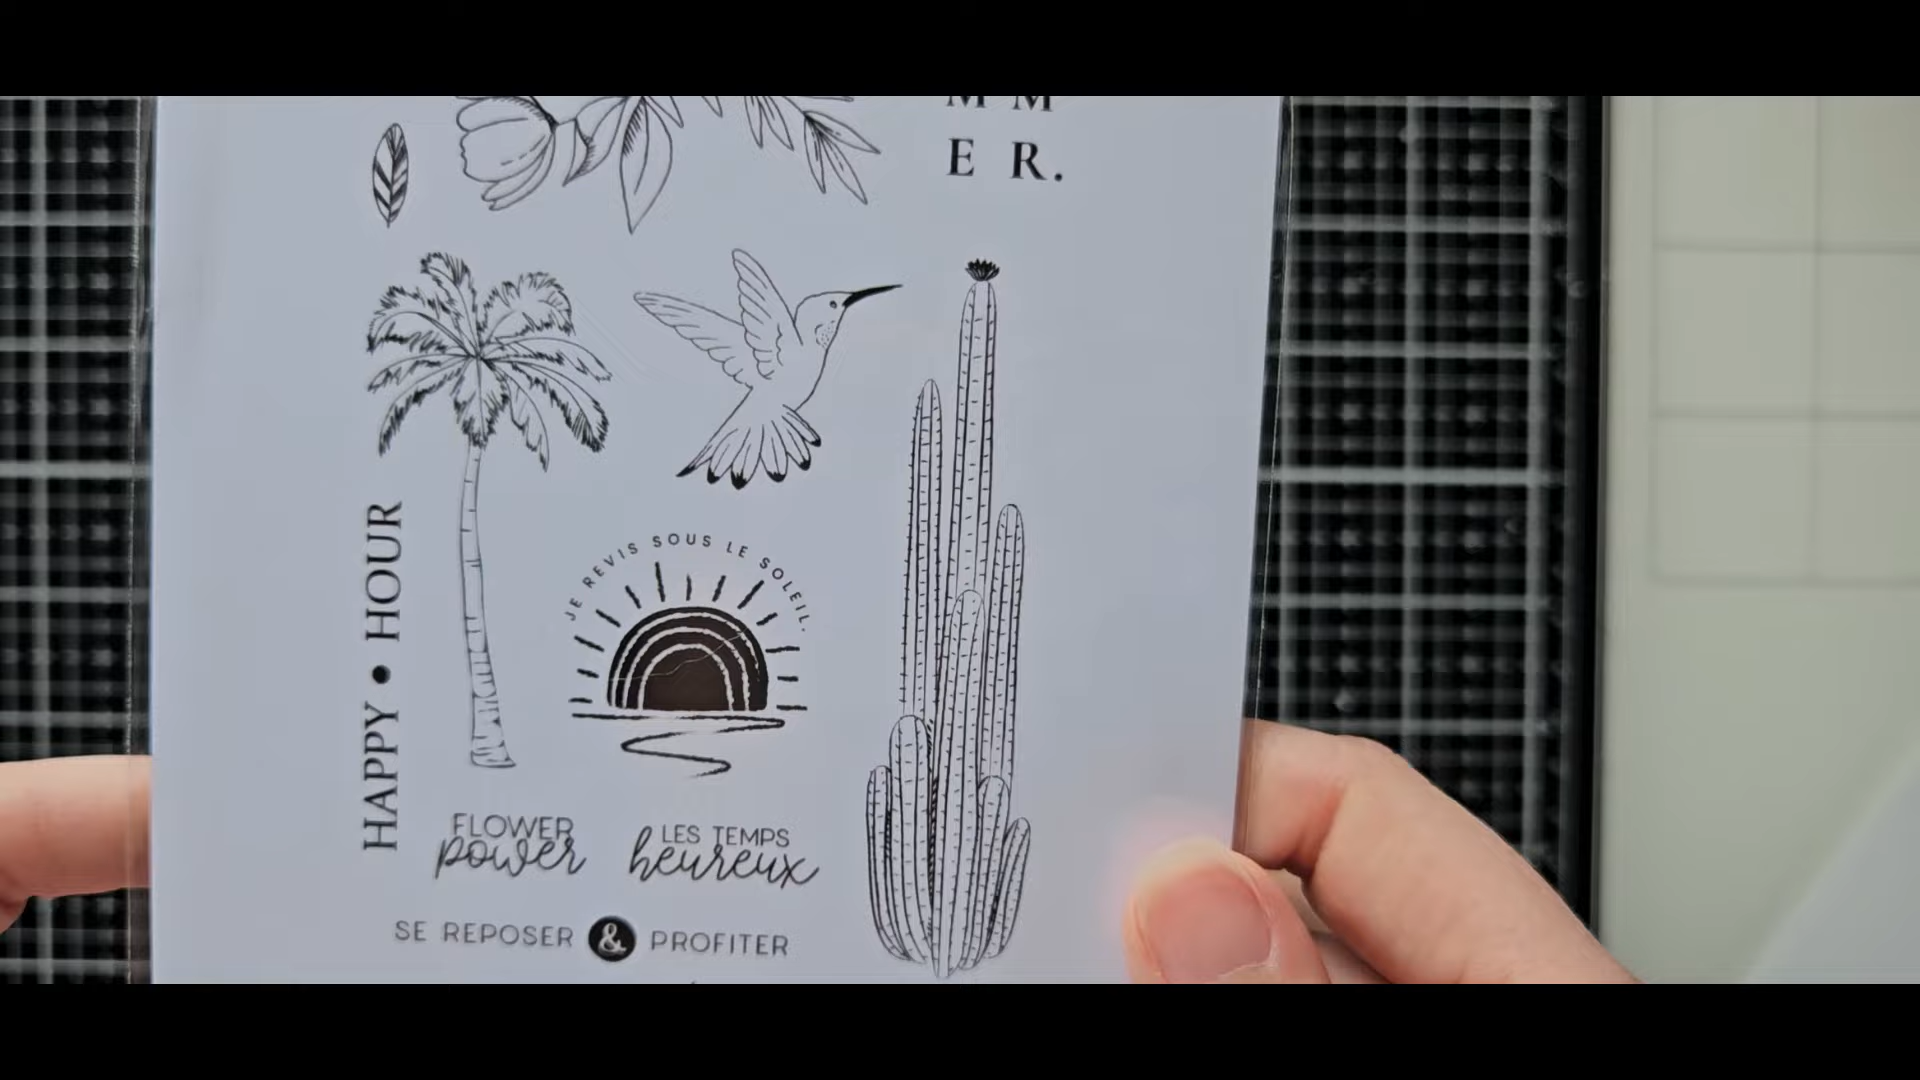 M M
E R.
HAPPY • HOUR
JE REVIS SOUS LE SOLEIL.
FLOWER
power
LES TEMPS
heureux
SE REPOSER & PROFITER